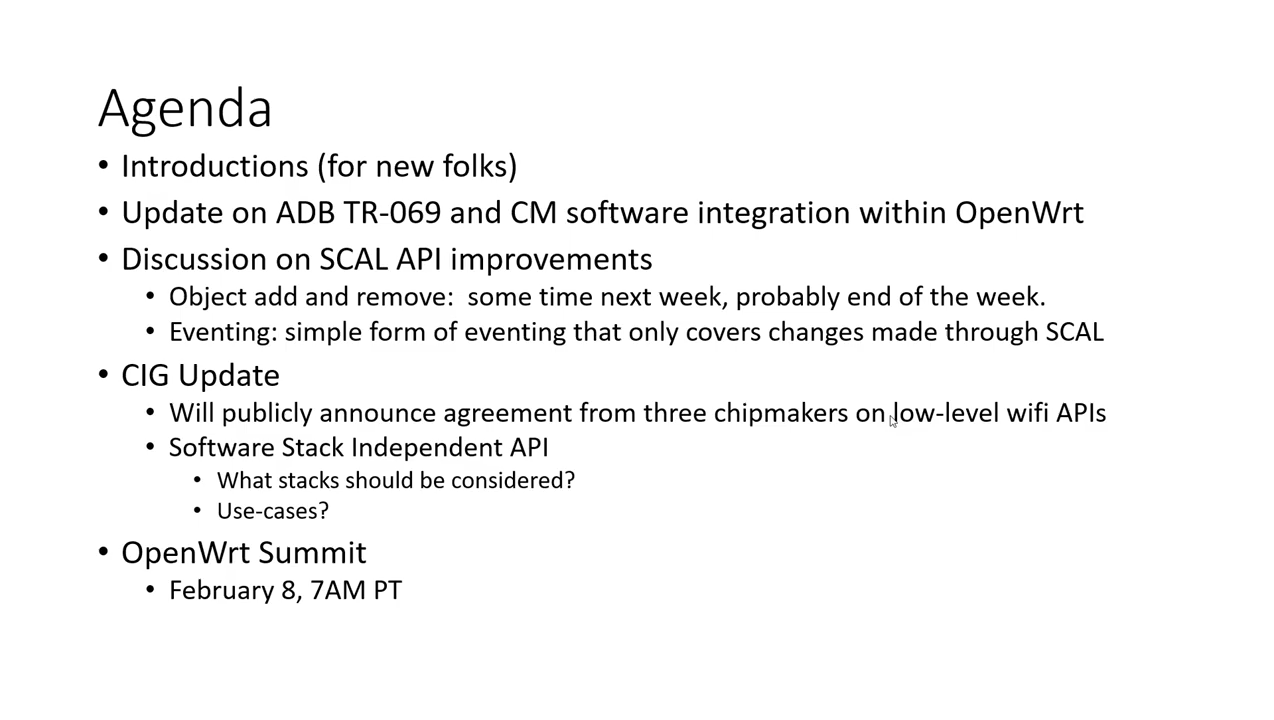 Agenda
• Introductions (for new folks)
• Update on ADB TR-069 and CM software integration within OpenWrt
• Discussion on SCAL API improvements
• Object add and remove:  some time next week, probably end of the week.
• Eventing: simple form of eventing that only covers changes made through SCAL
• CIG Update
• Will publicly announce agreement from three chipmakers on low-level wifi APIs
• Software Stack Independent API
• What stacks should be considered?
• Use-cases?
• OpenWrt Summit
• February 8, 7AM PT